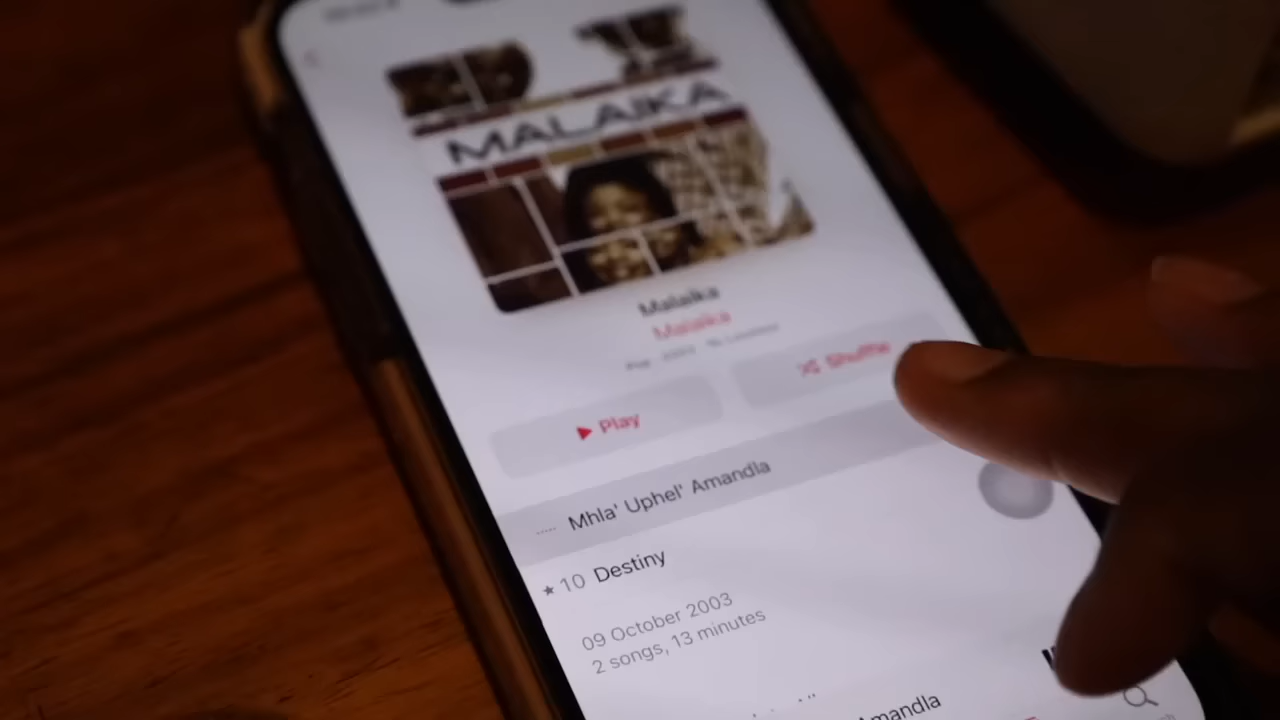 MALAIKA
Malaika
Malaika
Play
Shuffle
Mhla' Uphel' Amandla
10 Destiny
09 October 2003
2 songs, 13 minutes
Amandla